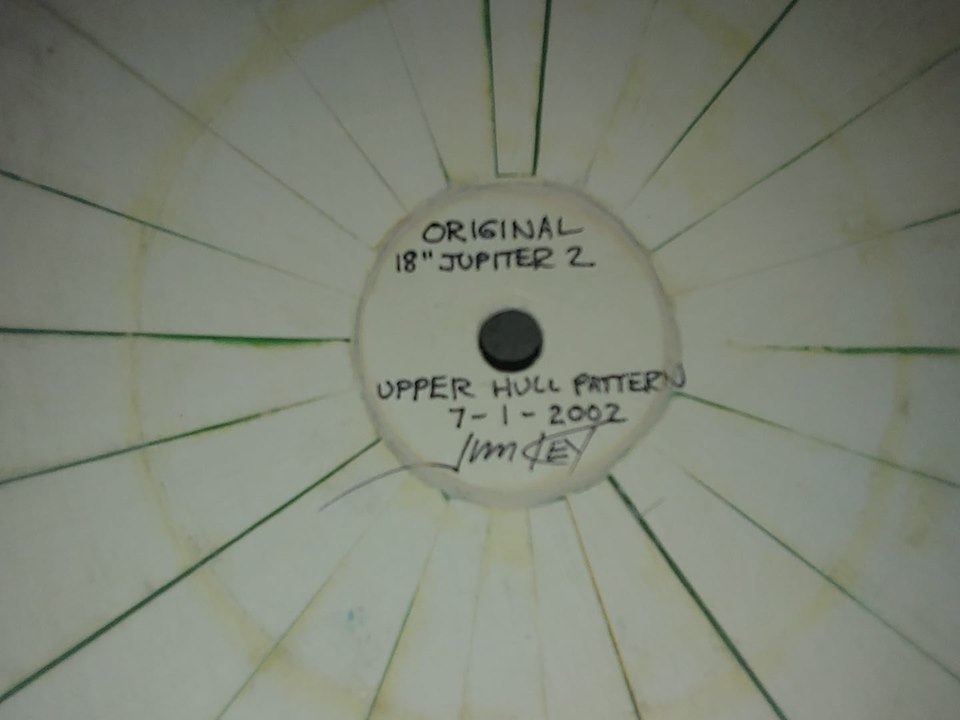 ORIGINAL
18" JUPITER 2
UPPER HULL PATTERN
7-1-2002
Jim Key